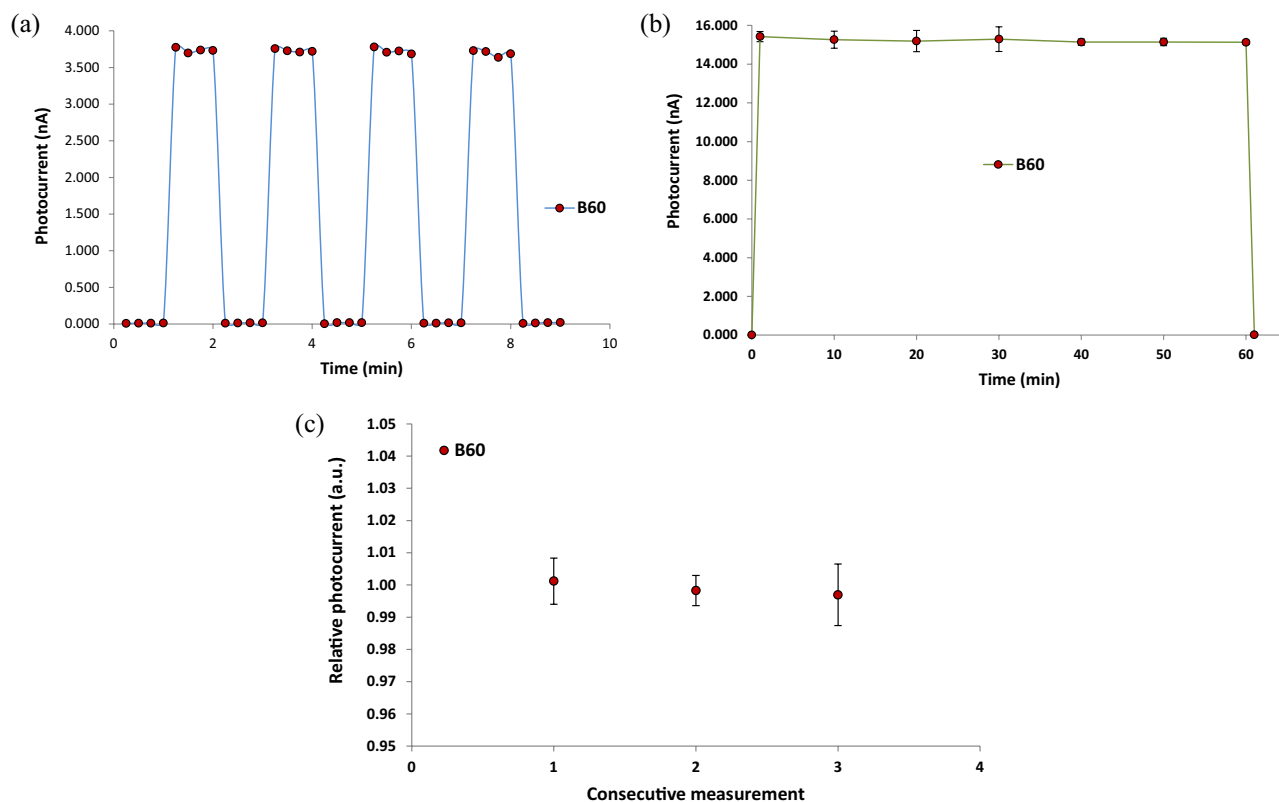 (a)
4.000
3.500
3.000
2.500
2.000
1.500
1.000
0.500
0.000
Photocurrent (nA)
B60
0 2 4 6 8 10
Time (min)
(b)
16.000
14.000
12.000
10.000
8.000
6.000
4.000
2.000
0.000
Photocurrent (nA)
B60
0 10 20 30 40 50 60
Time (min)
(c)
1.05
1.04
1.03
1.02
1.01
1.00
0.99
0.98
0.97
0.96
0.95
Relative photocurrent (a.u.)
B60
0 1 2 3 4
Consecutive measurement